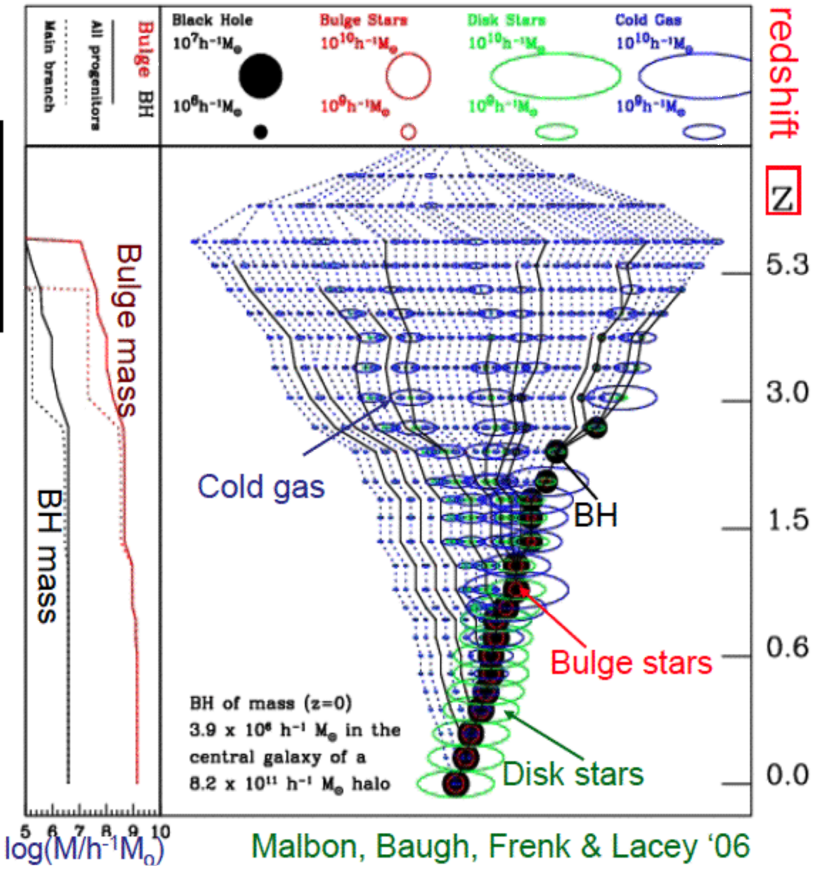 Main branch
All progenitors
Bulge BH
Black Hole
10⁷h⁻¹M⊙
10⁶h⁻¹M⊙
Bulge Stars
10¹⁰h⁻¹M⊙
10⁹h⁻¹M⊙
Disk Stars
10¹⁰h⁻¹M⊙
10⁹h⁻¹M⊙
Cold Gas
10¹⁰h⁻¹M⊙
10⁹h⁻¹M⊙
redshift
z
5.3
3.0
1.5
0.6
0.0
Bulge mass
BH mass
Cold gas
BH
Bulge stars
Disk stars
BH of mass (z=0)
3.9 x 10⁶ h⁻¹ M⊙ in the
central galaxy of a
8.2 x 10¹¹ h⁻¹ M⊙ halo
5 6 7 8 9 10
log(M/h⁻¹M₀)
Malbon, Baugh, Frenk & Lacey ‘06